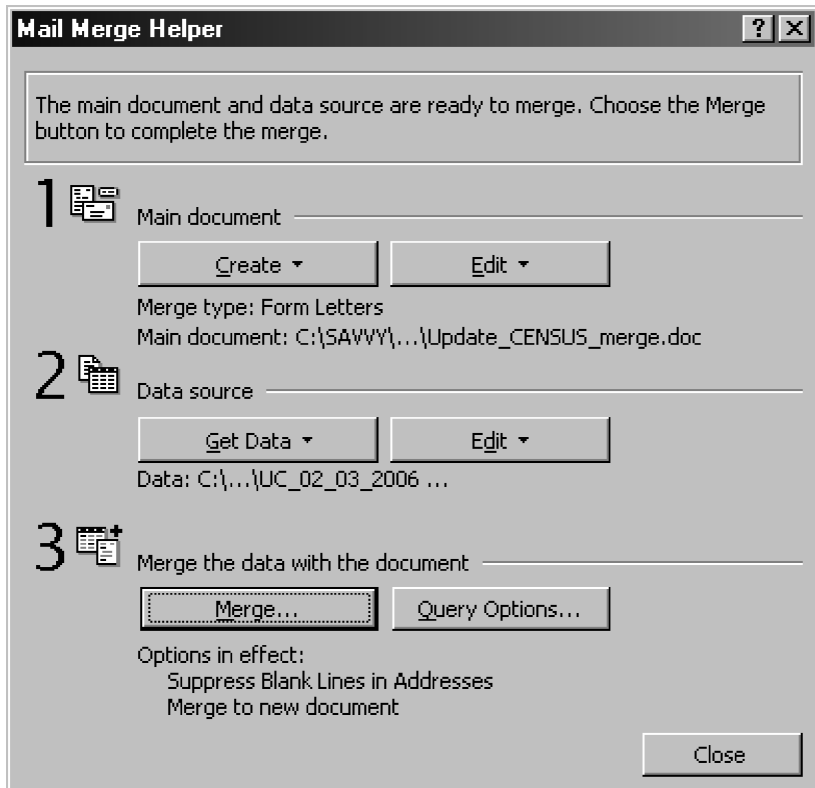 Mail Merge Helper
The main document and data source are ready to merge. Choose the Merge
button to complete the merge.
1 Main document
Create Edit
Merge type: Form Letters
Main document: C:\SAVVY\...\Update_CENSUS_merge.doc
2 Data source
Get Data Edit
Data: C:\...\UC_02_03_2006 ...
3 Merge the data with the document
Merge... Query Options...
Options in effect:
Suppress Blank Lines in Addresses
Merge to new document
Close